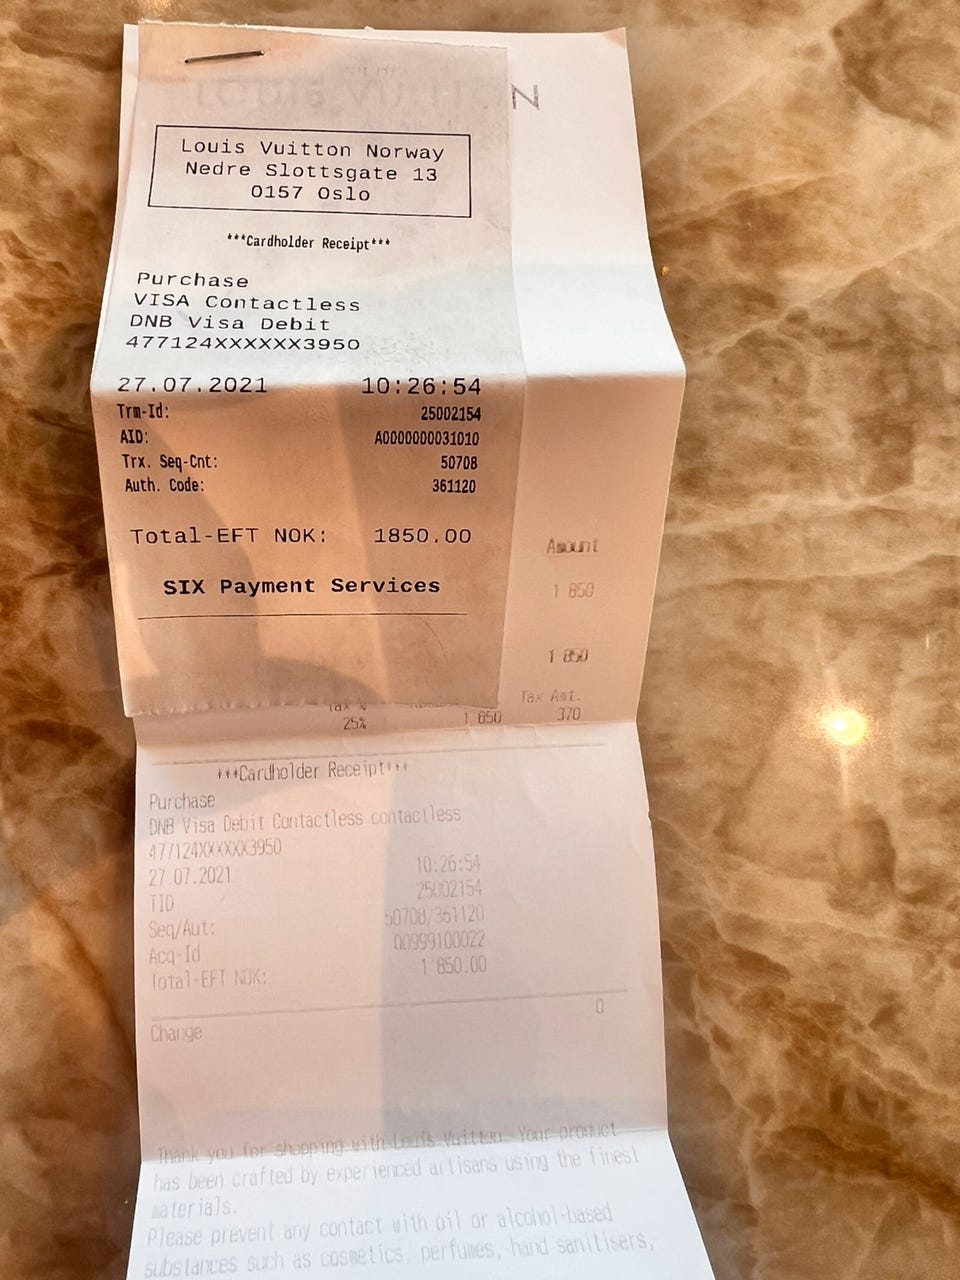 N
Louis Vuitton Norway
Nedre Slottsgate 13
0157 Oslo
***Cardholder Receipt***
Purchase
VISA Contactless
DNB Visa Debit
477124XXXXXX3950
27.07.2021 10:26:54
Trm-Id: 25002154
AID: A0000000031010
Trx. Seq-Cnt: 50708
Auth. Code: 361120
Total-EFT NOK: 1850.00
SIX Payment Services
Amount
1 850
1 850
Tax % Tax Amt.
25% 1 850 370
***Cardholder Receipt***
Purchase
DNB Visa Debit Contactless contactless
477124XXXXXX3950
27.07.2021 10:26:54
TID 25002154
Seq/Aut: 50708/361120
Acq-Id 00999100022
Total-EFT NOK: 1'850.00
0
Change
Thank you for shopping with Louis Vuitton. Your product
has been crafted by experienced artisans using the finest
materials.
Please prevent any contact with oil or alcohol-based
substances such as cosmetics, perfumes, hand sanitisers,